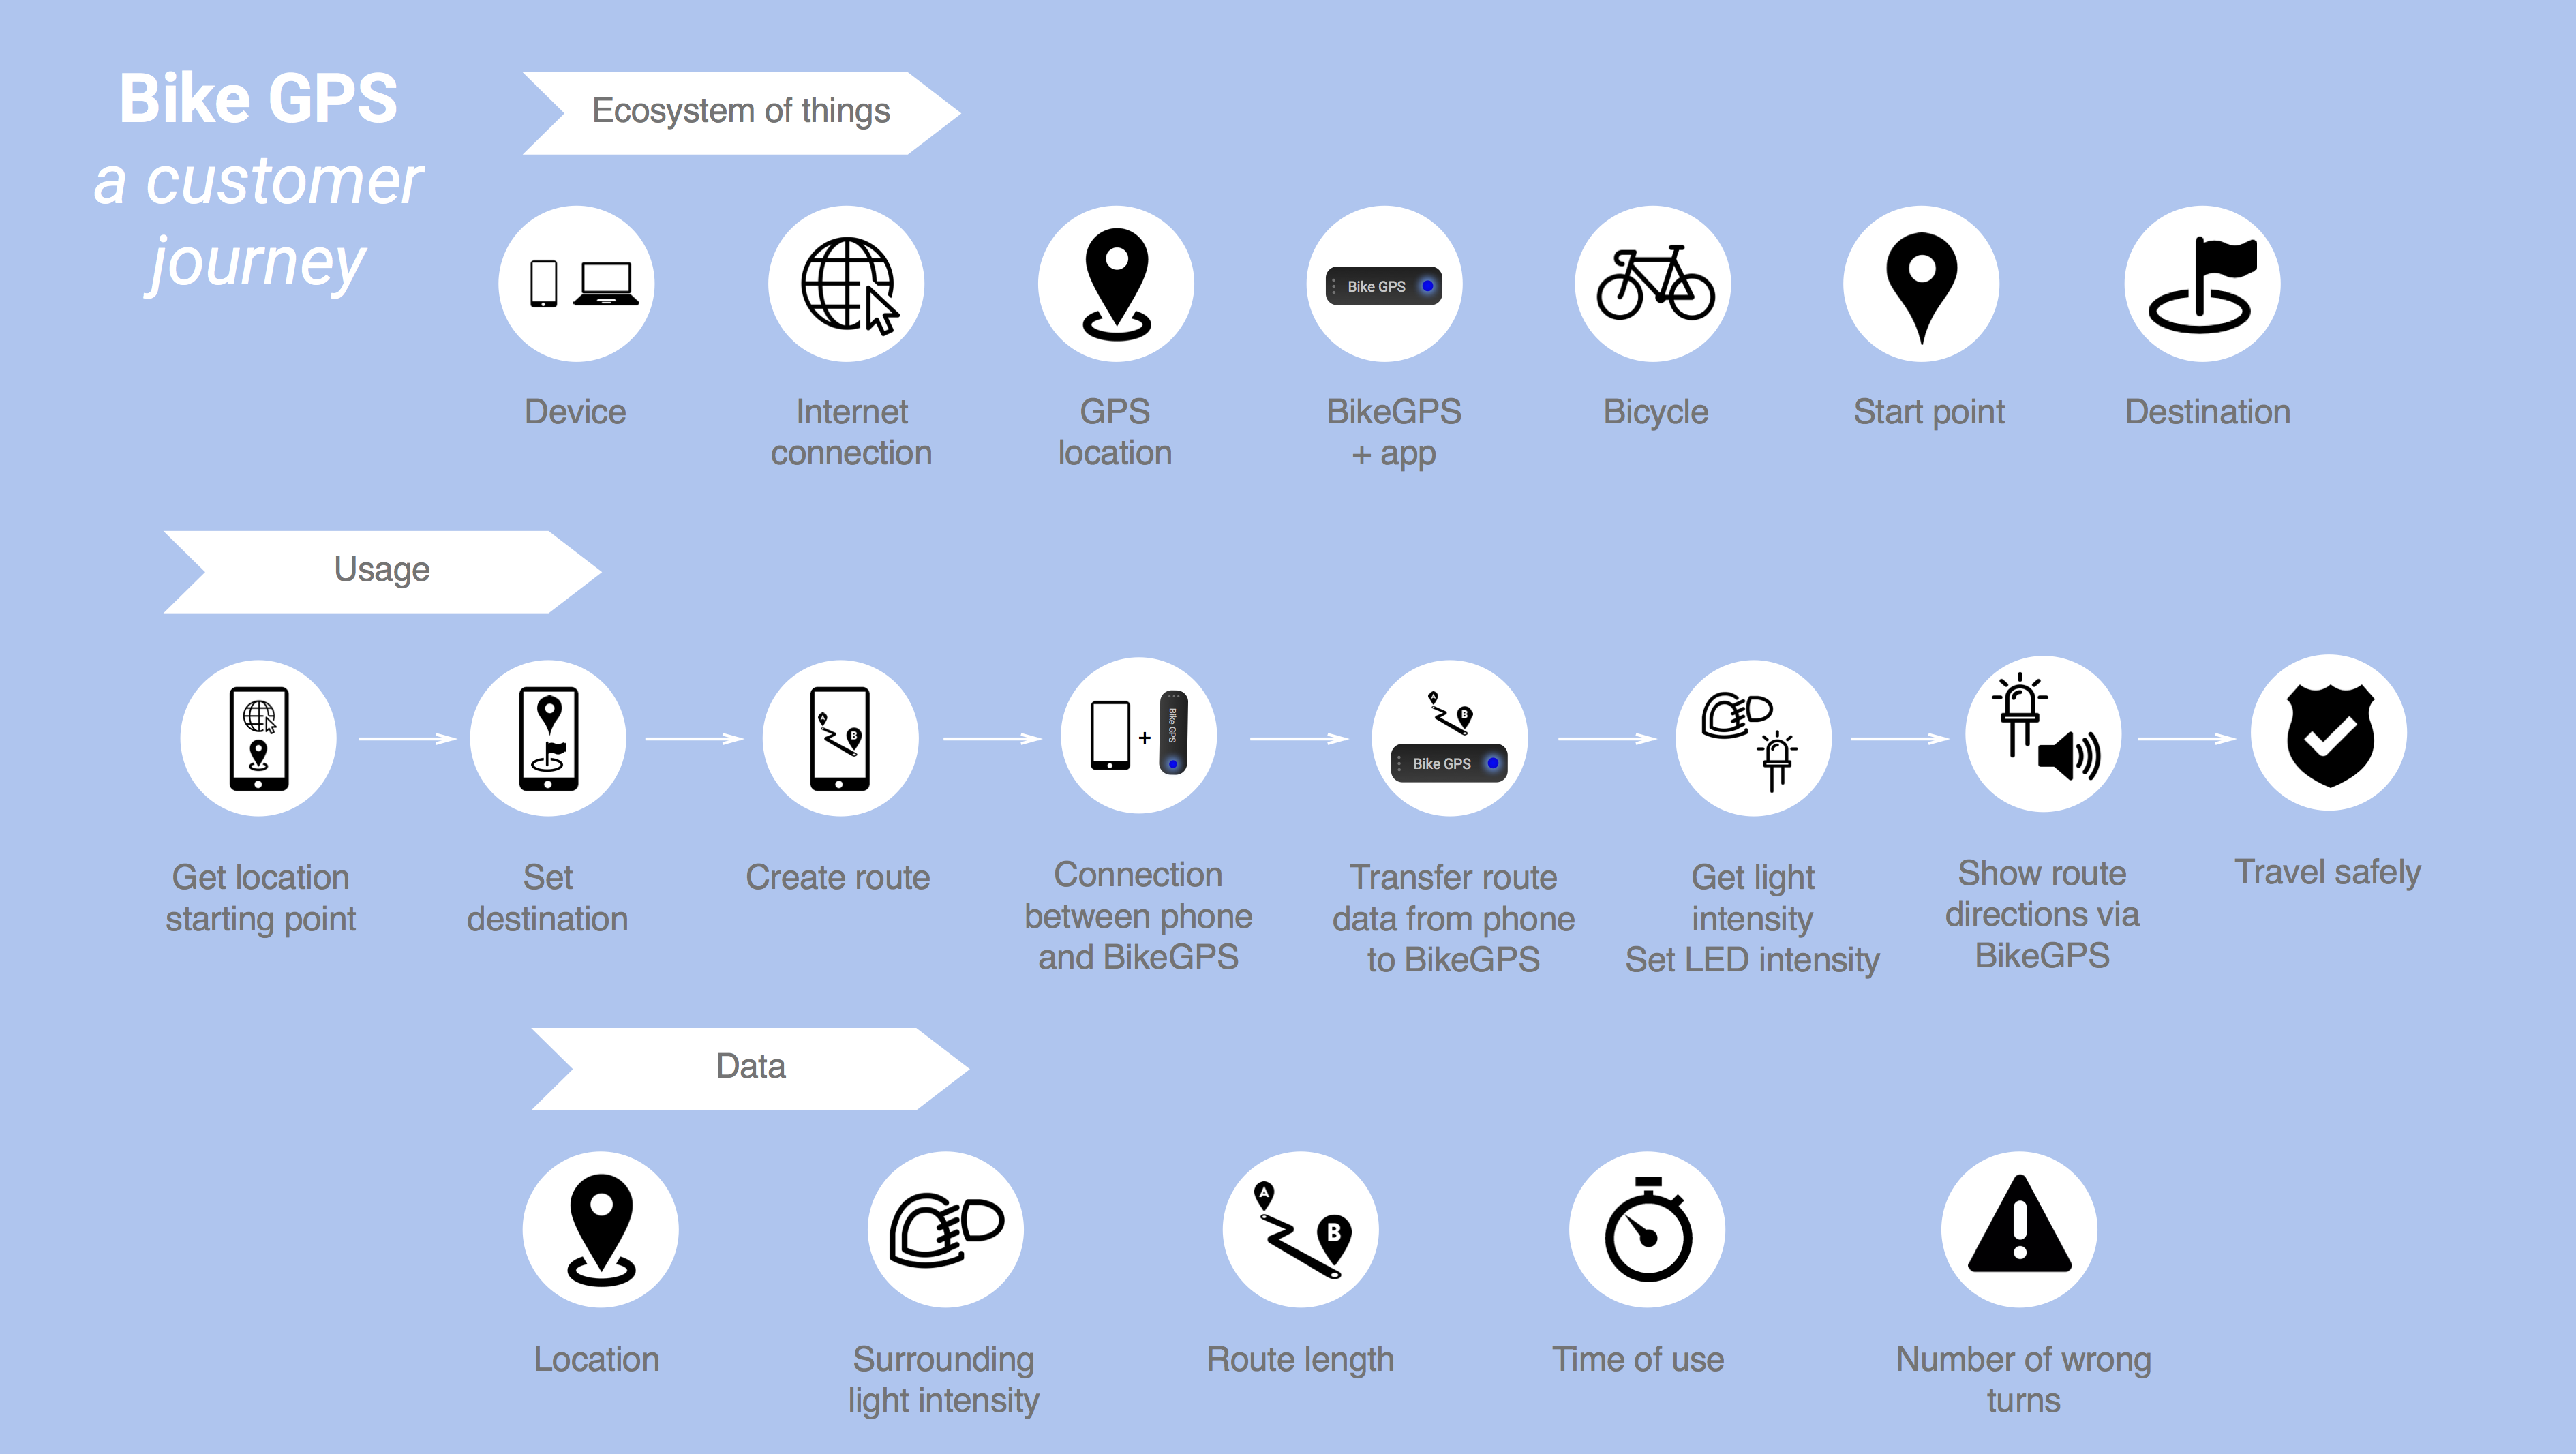 Bike GPS
a customer
journey
Ecosystem of things
Bike GPS
Device
Internet
connection
GPS
location
BikeGPS
+ app
Bicycle
Start point
Destination
Usage
A
B
+
Bike GPS
A
B
Bike GPS
Get location
starting point
Set
destination
Create route
Connection
between phone
and BikeGPS
Transfer route
data from phone
to BikeGPS
Get light
intensity
Set LED intensity
Show route
directions via
BikeGPS
Travel safely
Data
A
B
Location
Surrounding
light intensity
Route length
Time of use
Number of wrong
turns